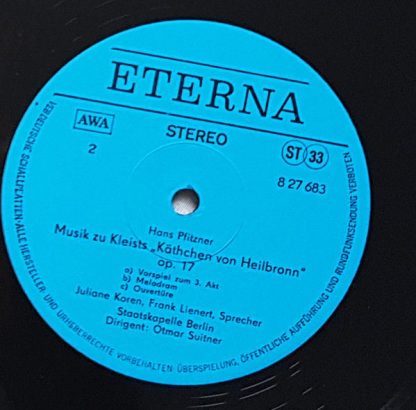 ETERNA
AWA
STEREO
ST 33
2
8 27 683
Hans Pfitzner
Musik zu Kleists „Käthchen von Heilbronn"
op. 17
a) Vorspiel zum 3. Akt
b) Melodram
c) Ouvertüre
Juliane Koren, Frank Lienert, Sprecher
Staatskapelle Berlin
Dirigent: Otmar Suitner
VEB DEUTSCHE SCHALLPLATTEN · ALLE HERSTELLER- UND URHEBERRECHTE VORBEHALTEN ÜBERSPIELUNG, ÖFFENTLICHE AUFFÜHRUNG UND RUNDFUNKSENDUNG VERBOTEN